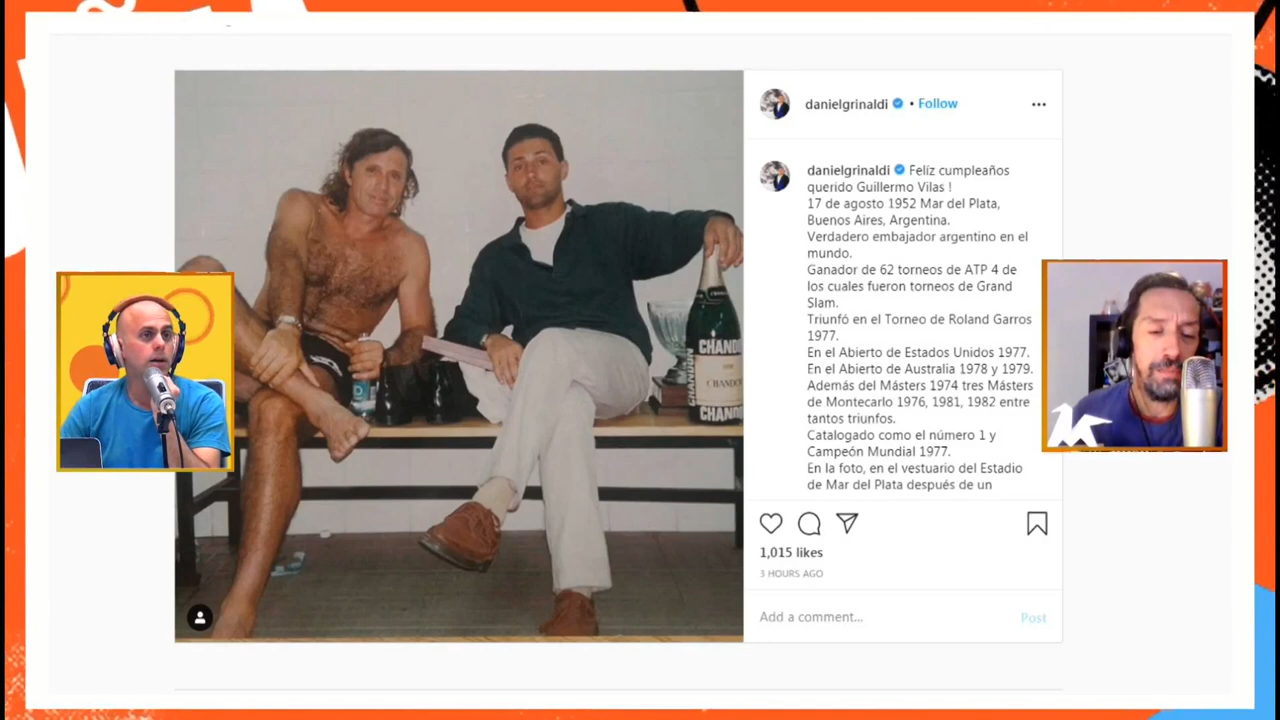 danielgrinaldi • Follow
danielgrinaldi Felíz cumpleaños
querido Guillermo Vilas !
17 de agosto 1952 Mar del Plata,
Buenos Aires, Argentina.
Verdadero embajador argentino en el
mundo.
Ganador de 62 torneos de ATP 4 de
los cuales fueron torneos de Grand
Slam.
Triunfó en el Torneo de Roland Garros
1977.
En el Abierto de Estados Unidos 1977.
En el Abierto de Australia 1978 y 1979.
Además del Másters 1974 tres Másters
de Montecarlo 1976, 1981, 1982 entre
tantos triunfos.
Catalogado como el número 1 y
Campeón Mundial 1977.
En la foto, en el vestuario del Estadio
de Mar del Plata después de un
1,015 likes
3 HOURS AGO
Add a comment...
Post
CHANDON
CHANDON
CHANDON
CHANDON
K